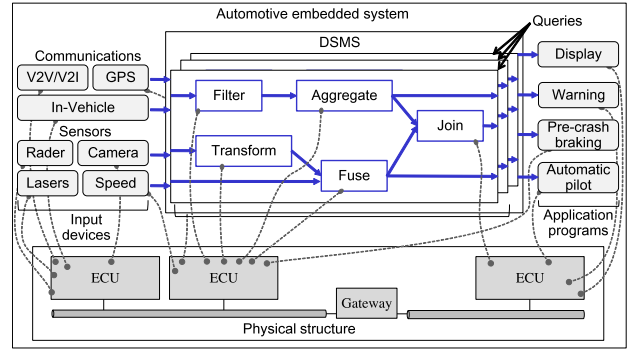 Automotive embedded system
Queries
Communications
DSMS
Display
V2V/V2I
GPS
Filter
Aggregate
Warning
In-Vehicle
Join
Sensors
Pre-crash
braking
Rader
Camera
Transform
Fuse
Automatic
pilot
Lasers
Speed
Input
devices
Application
programs
ECU
ECU
ECU
Gateway
Physical structure